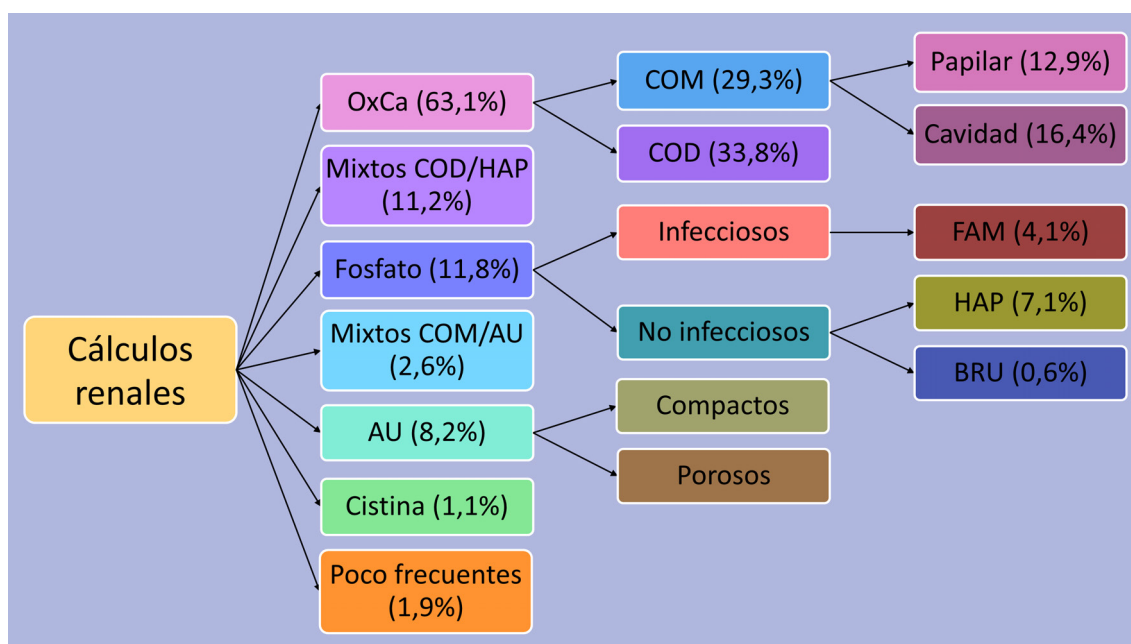 Cálculos
renales
OxCa (63,1%)
Mixtos COD/HAP
(11,2%)
Fosfato (11,8%)
Mixtos COM/AU
(2,6%)
AU (8,2%)
Cistina (1,1%)
Poco frecuentes
(1,9%)
COM (29,3%)
COD (33,8%)
Infecciosos
No infecciosos
Compactos
Porosos
Papilar (12,9%)
Cavidad (16,4%)
FAM (4,1%)
HAP (7,1%)
BRU (0,6%)